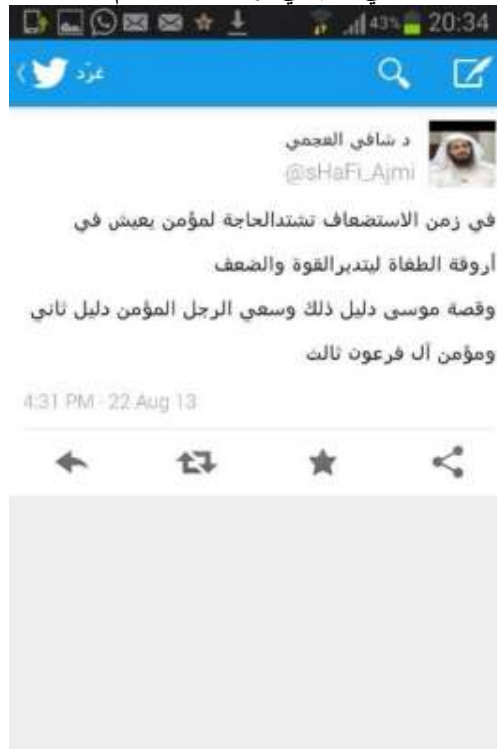 43% 20:34
غرّد
د شافي العجمي
@sHaFi_Ajmi
في زمن الاستضعاف تشتدالحاجة لمؤمن يعيش في
أروقة الطغاة ليتدبرالقوة والضعف
وقصة موسى دليل ذلك وسعي الرجل المؤمن دليل ثاني
ومؤمن آل فرعون ثالث
4:31 PM - 22 Aug 13